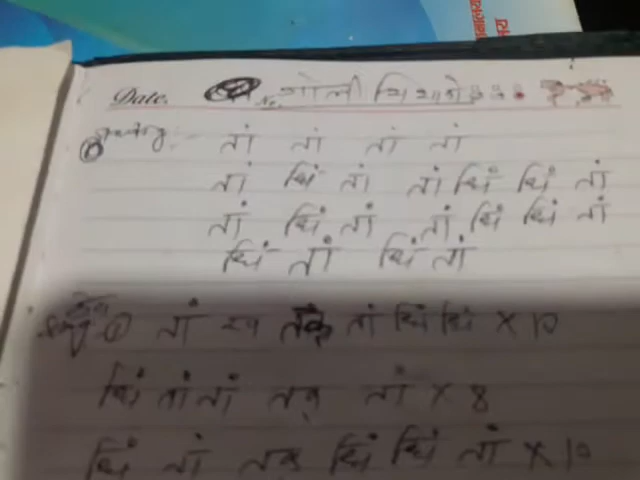 Date.
तां तां तां तां
तां धिं तां तां धिं धिं तां
तां धिं तां तां धिं धिं तां
धिं तां धिं तां
तां तक तां धिं धिं x 10
धिं तां तां तक तां x 8
धिं तां तक धिं धिं तां x 10